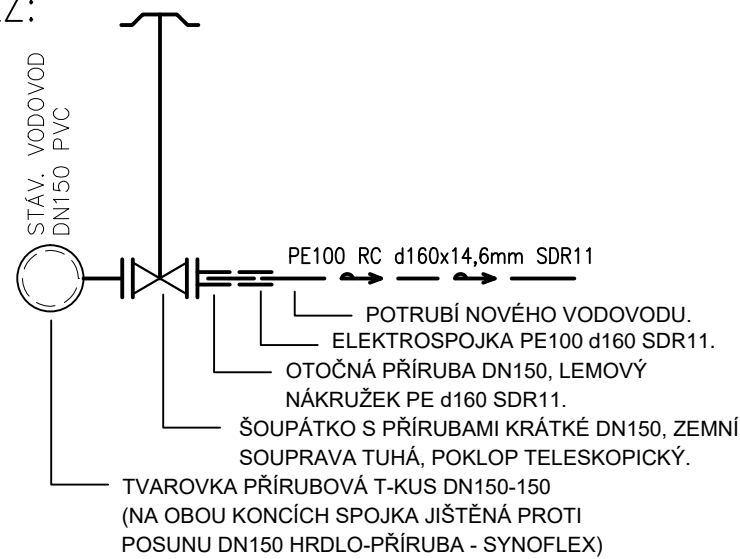 Z:
STÁV. VODOVOD
DN150 PVC
PE100 RC d160x14,6mm SDR11
POTRUBÍ NOVÉHO VODOVODU.
ELEKTROSPOJKA PE100 d160 SDR11.
OTOČNÁ PŘÍRUBA DN150, LEMOVÝ
NÁKRUŽEK PE d160 SDR11.
ŠOUPÁTKO S PŘÍRUBAMI KRÁTKÉ DN150, ZEMNÍ
SOUPRAVA TUHÁ, POKLOP TELESKOPICKÝ.
TVAROVKA PŘÍRUBOVÁ T-KUS DN150-150
(NA OBOU KONCÍCH SPOJKA JIŠTĚNÁ PROTI
POSUNU DN150 HRDLO-PŘÍRUBA - SYNOFLEX)